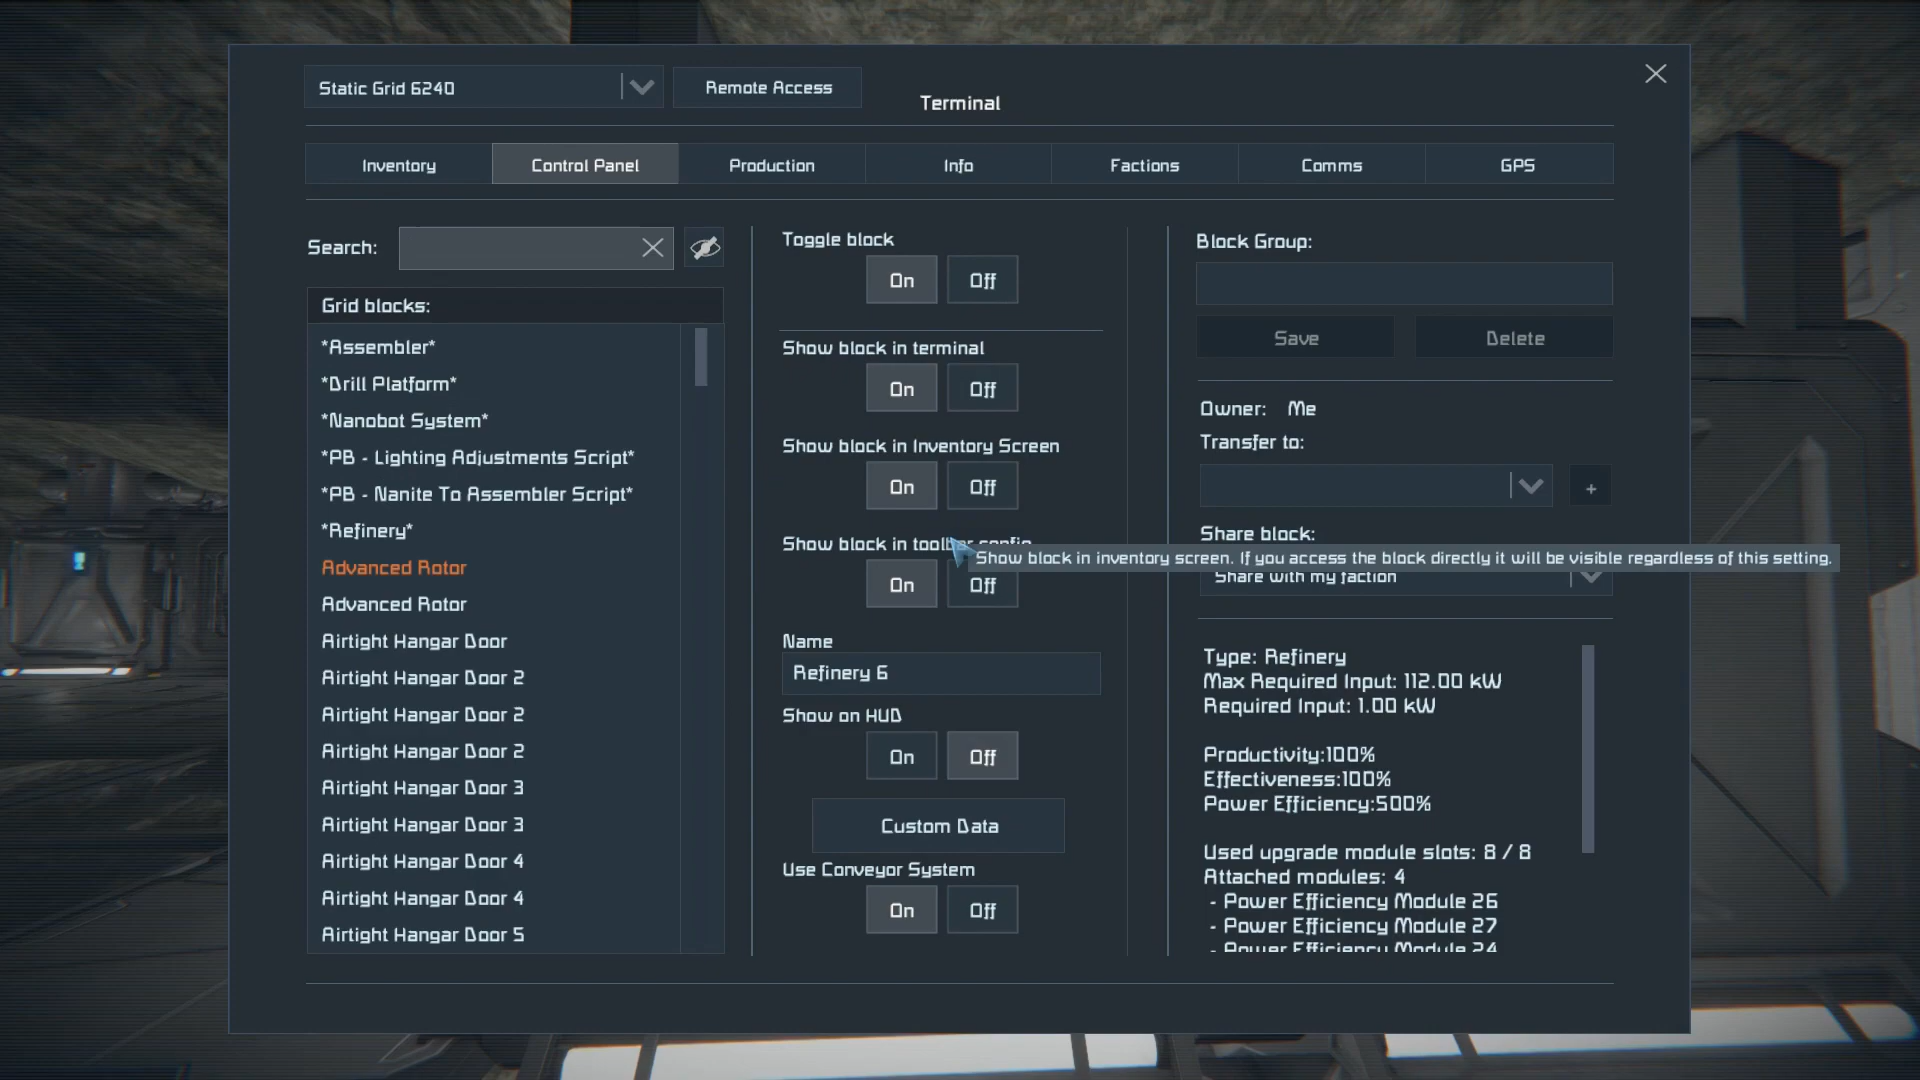 Static Grid 6240
Remote Access
Terminal
Inventory
Control Panel
Production
Info
Factions
Comms
GPS
Search:
Grid blocks:
*Assembler*
*Drill Platform*
*Nanobot System*
*PB - Lighting Adjustments Script*
*PB - Nanite To Assembler Script*
*Refinery*
Advanced Rotor
Advanced Rotor
Airtight Hangar Door
Airtight Hangar Door 2
Airtight Hangar Door 2
Airtight Hangar Door 2
Airtight Hangar Door 3
Airtight Hangar Door 3
Airtight Hangar Door 4
Airtight Hangar Door 4
Airtight Hangar Door 5
Toggle block
On Off
Show block in terminal
On Off
Show block in Inventory Screen
On Off
Show block in toolbar config
Show block in inventory screen. If you access the block directly it will be visible regardless of this setting.
On Off
Name
Refinery 6
Show on HUD
On Off
Custom Data
Use Conveyor System
On Off
Block Group:
Save Delete
Owner: Me
Transfer to:
+
Share block:
Share with my faction
Type: Refinery
Max Required Input: 112.00 kW
Required Input: 1.00 kW
Productivity:100%
Effectiveness:100%
Power Efficiency:500%
Used upgrade module slots: 8 / 8
Attached modules: 4
- Power Efficiency Module 26
- Power Efficiency Module 27
- Power Efficiency Module 24